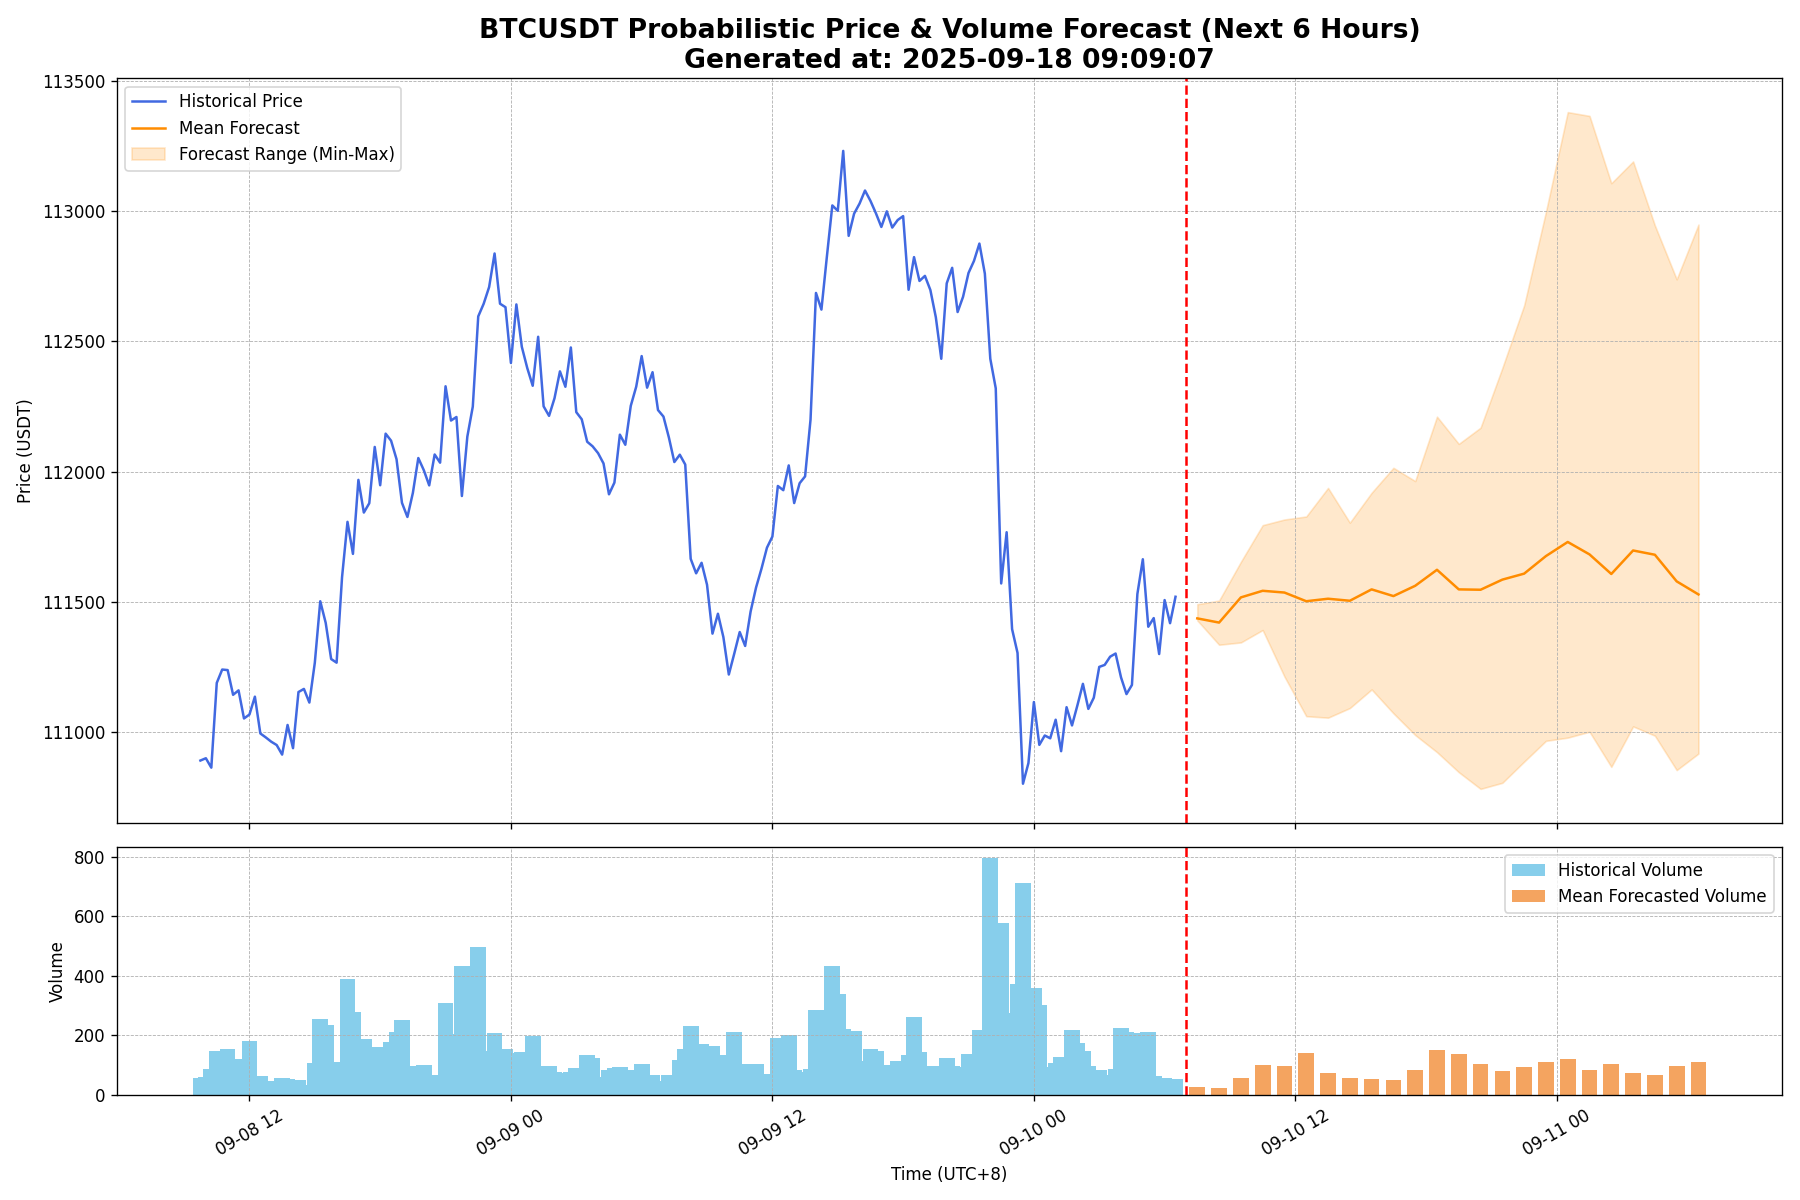 BTCUSDT Probabilistic Price & Volume Forecast (Next 6 Hours)
Generated at: 2025-09-18 09:09:07
Historical Price
Mean Forecast
Forecast Range (Min-Max)
Price (USDT)
113500
113000
112500
112000
111500
111000
Historical Volume
Mean Forecasted Volume
Volume
800
600
400
200
0
09-08 12
09-09 00
09-09 12
09-10 00
09-10 12
09-11 00
Time (UTC+8)